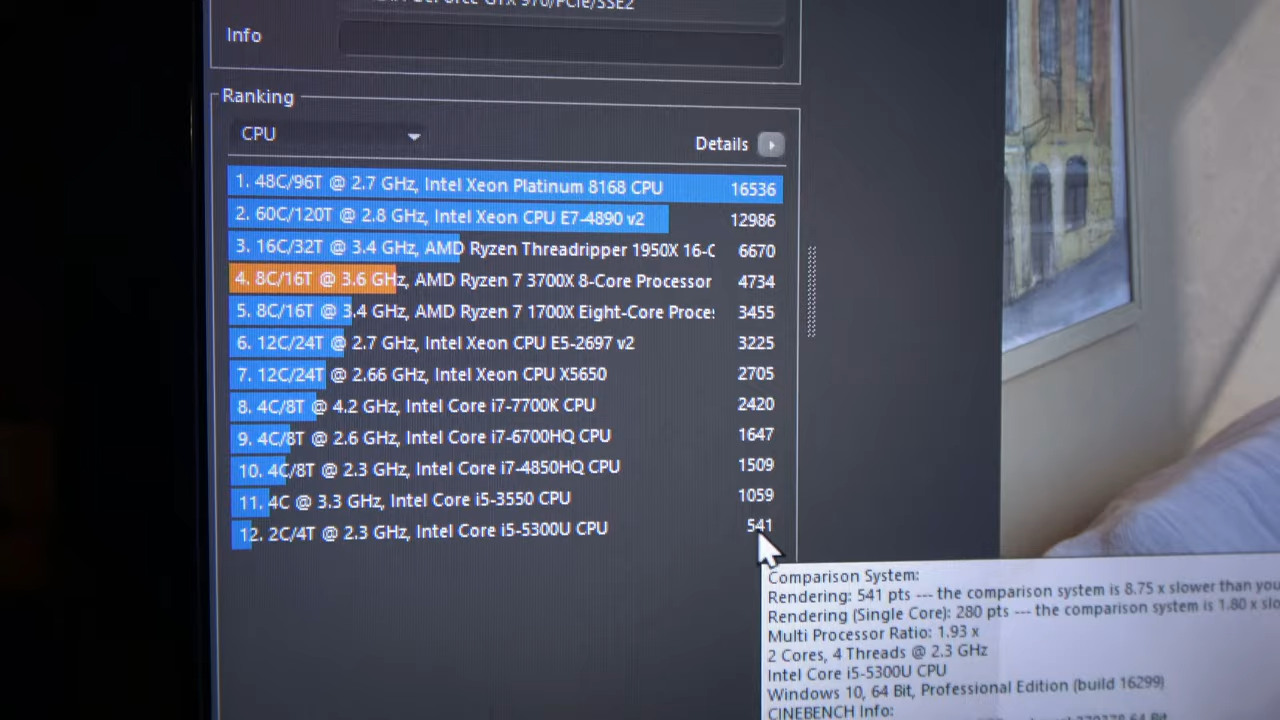 GeForce GTX 970/PCIe/SSE2
Info
Ranking
CPU
Details
1. 48C/96T @ 2.7 GHz, Intel Xeon Platinum 8168 CPU 16536
2. 60C/120T @ 2.8 GHz, Intel Xeon CPU E7-4890 v2 12986
3. 16C/32T @ 3.4 GHz, AMD Ryzen Threadripper 1950X 16-C 6670
4. 8C/16T @ 3.6 GHz, AMD Ryzen 7 3700X 8-Core Processor 4734
5. 8C/16T @ 3.4 GHz, AMD Ryzen 7 1700X Eight-Core Proces 3455
6. 12C/24T @ 2.7 GHz, Intel Xeon CPU E5-2697 v2 3225
7. 12C/24T @ 2.66 GHz, Intel Xeon CPU X5650 2705
8. 4C/8T @ 4.2 GHz, Intel Core i7-7700K CPU 2420
9. 4C/8T @ 2.6 GHz, Intel Core i7-6700HQ CPU 1647
10. 4C/8T @ 2.3 GHz, Intel Core i7-4850HQ CPU 1509
11. 4C @ 3.3 GHz, Intel Core i5-3550 CPU 1059
12. 2C/4T @ 2.3 GHz, Intel Core i5-5300U CPU 541
Comparison System:
Rendering: 541 pts --- the comparison system is 8.75 x slower than you
Rendering (Single Core): 280 pts --- the comparison system is 1.80 x slo
Multi Processor Ratio: 1.93 x
2 Cores, 4 Threads @ 2.3 GHz
Intel Core i5-5300U CPU
Windows 10, 64 Bit, Professional Edition (build 16299)
CINEBENCH Info: